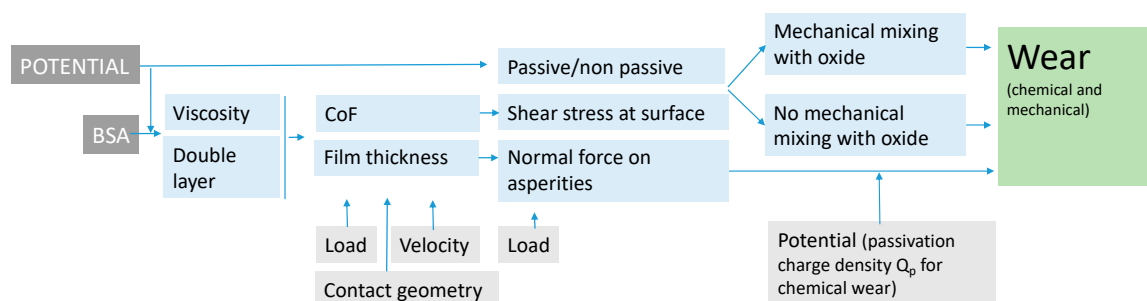 POTENTIAL
BSA
Viscosity
Double
layer
CoF
Film thickness
Load
Velocity
Contact geometry
Passive/non passive
Shear stress at surface
Normal force on
asperities
Load
Mechanical mixing
with oxide
No mechanical
mixing with oxide
Potential (passivation
charge density Qp for
chemical wear)
Wear
(chemical and
mechanical)